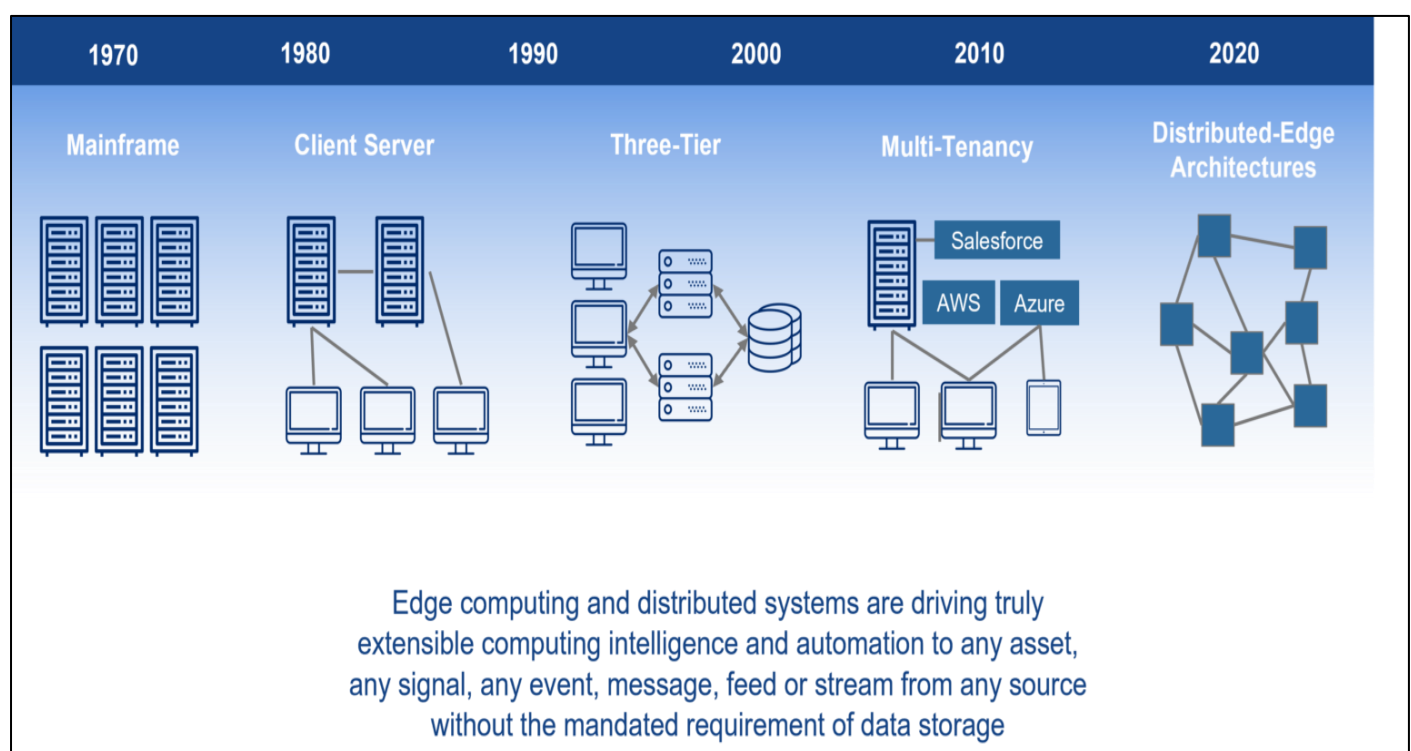 1970 1980 1990 2000 2010 2020
Mainframe Client Server Three-Tier Multi-Tenancy Distributed-Edge
Architectures
Salesforce
AWS Azure
Edge computing and distributed systems are driving truly
extensible computing intelligence and automation to any asset,
any signal, any event, message, feed or stream from any source
without the mandated requirement of data storage